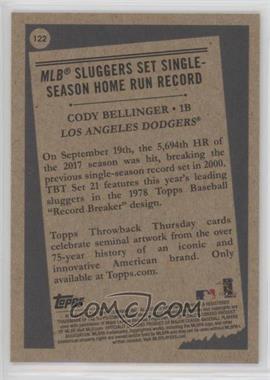 122
MLB® SLUGGERS SET SINGLE-
SEASON HOME RUN RECORD
CODY BELLINGER • 1B
LOS ANGELES DODGERS®
On September 19th, the 5,694th HR of
the 2017 season was hit, breaking the
previous single-season record set in 2000.
TBT Set 21 features this year's leading
sluggers in the 1978 Topps Baseball
"Record Breaker" design.
Topps Throwback Thursday cards
celebrate seminal artwork from the over
75-year history of an iconic and
innovative American brand. Only
available at Topps.com.
Topps